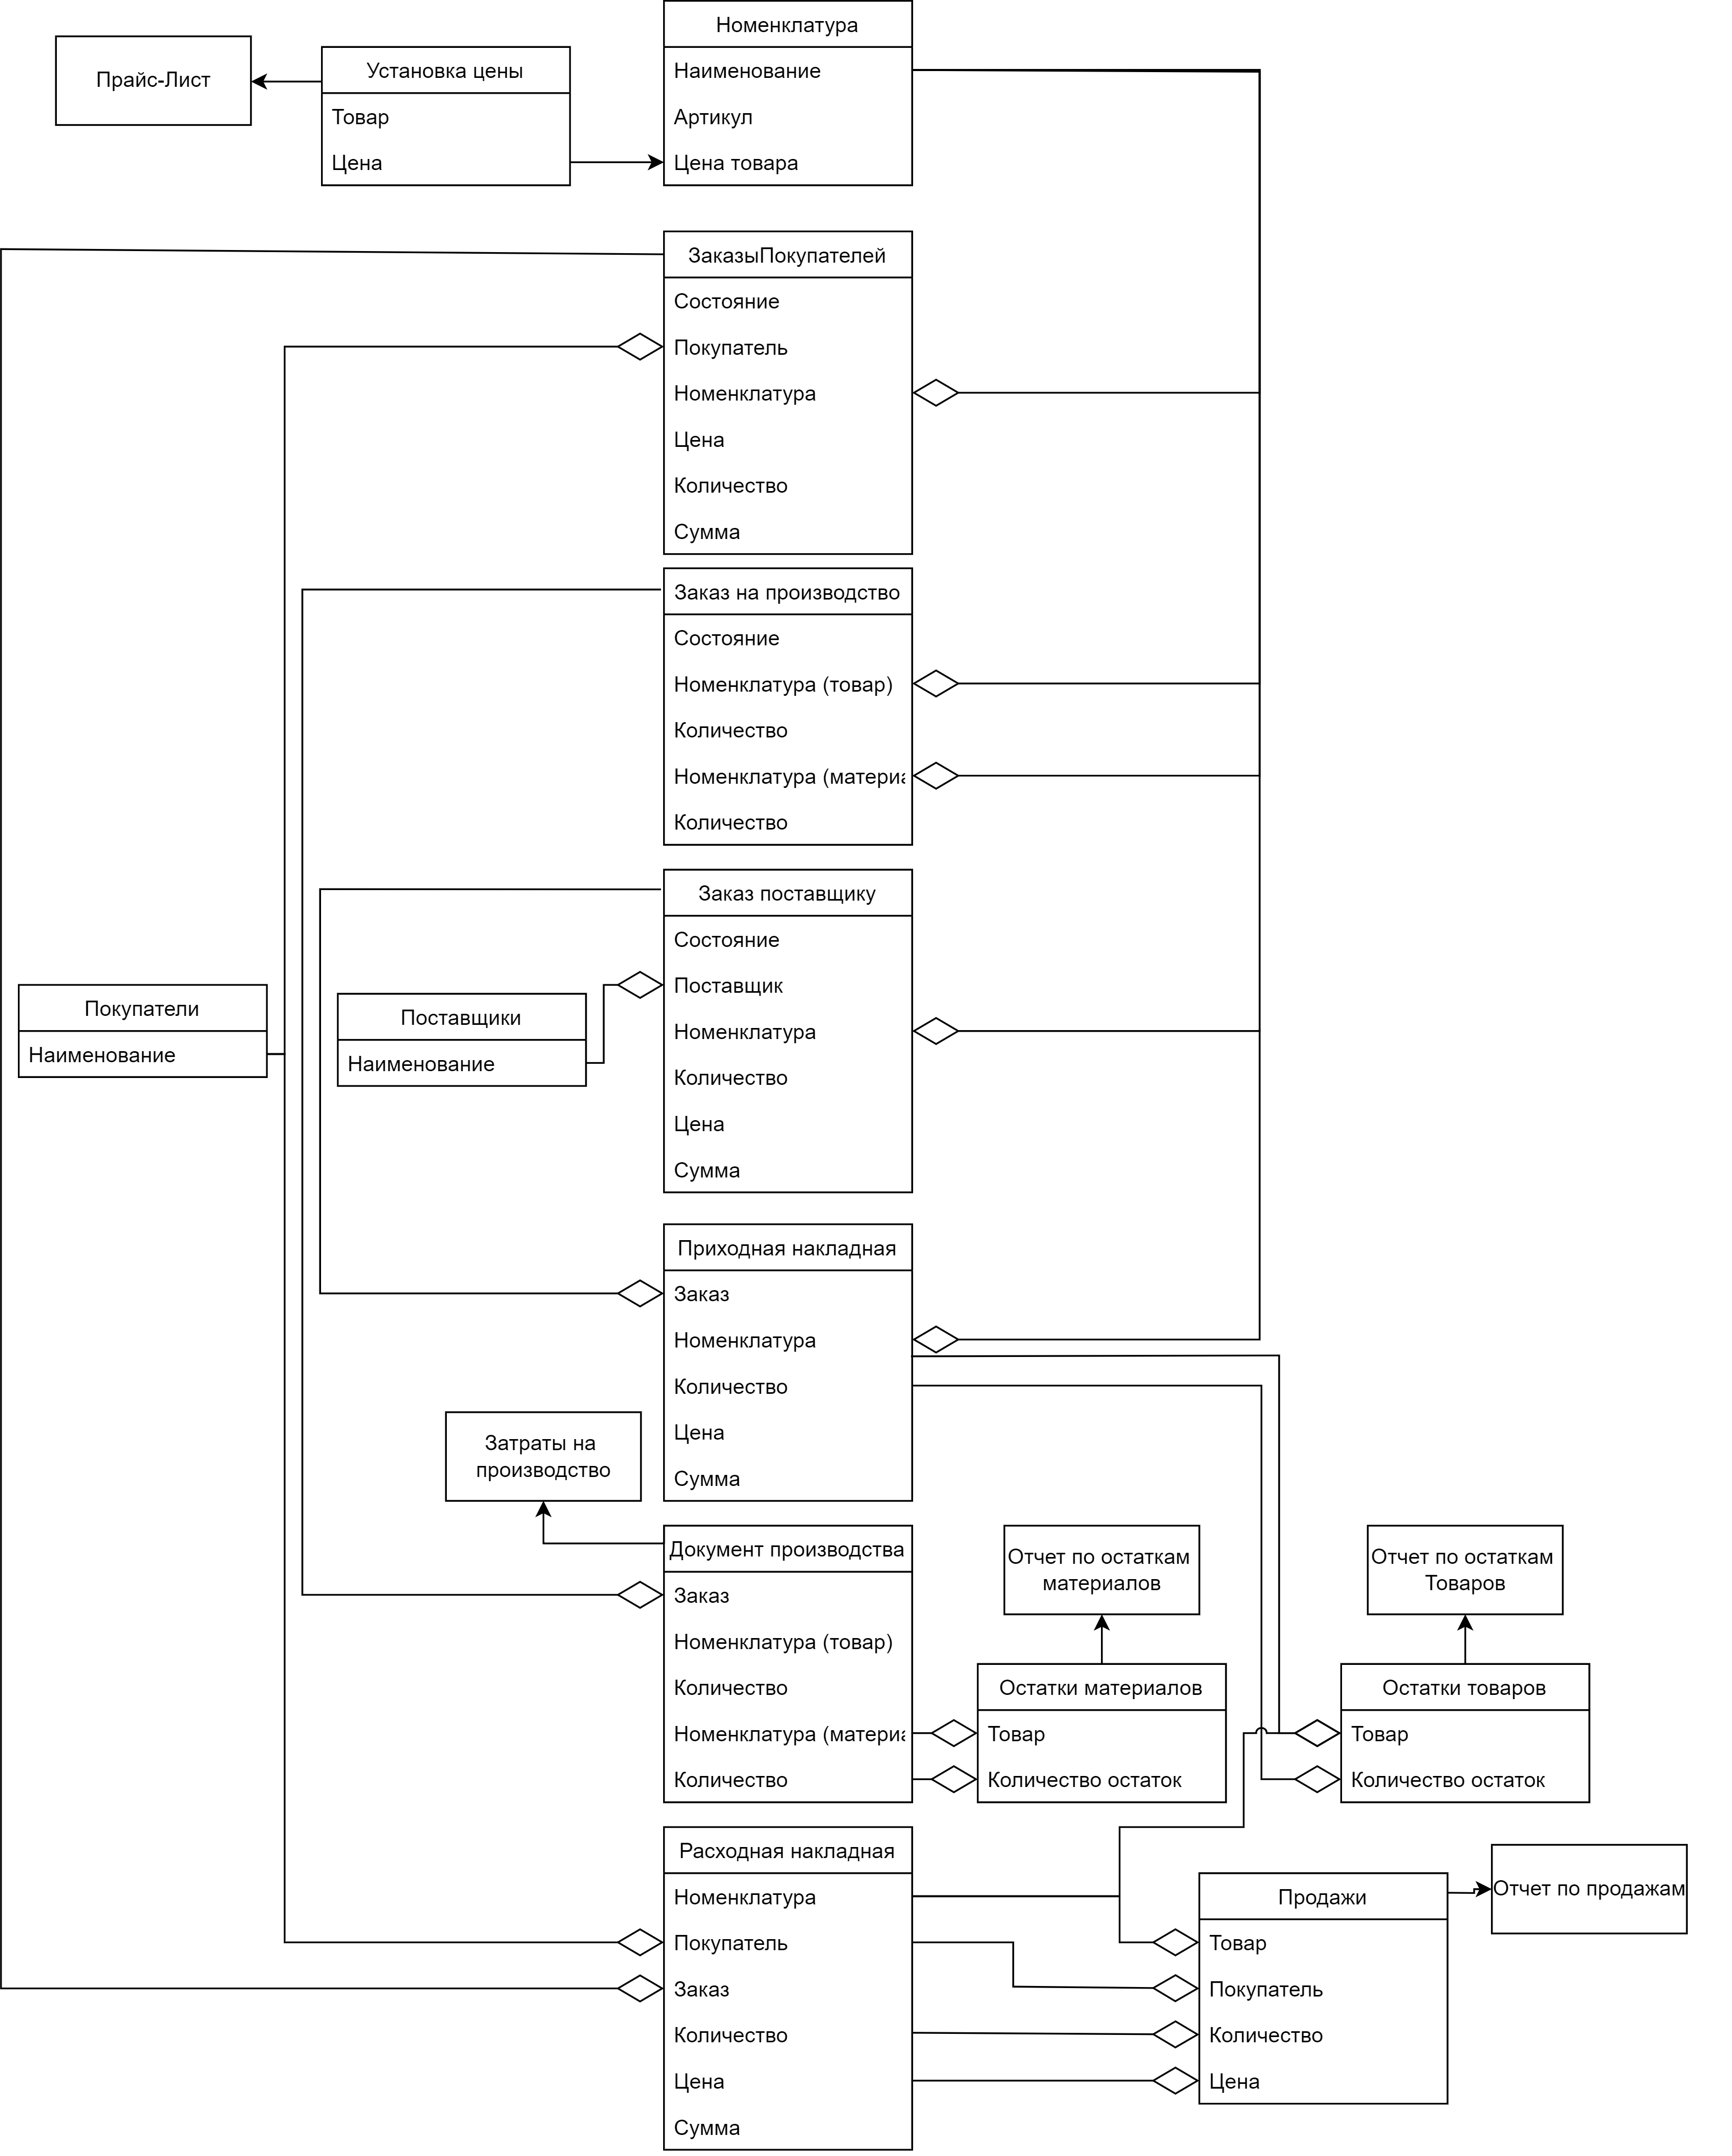 Номенклатура
Наименование
Артикул
Цена товара
Прайс-Лист
Установка цены
Товар
Цена
ЗаказыПокупателей
Состояние
Покупатель
Номенклатура
Цена
Количество
Сумма
Заказ на производство
Состояние
Номенклатура (товар)
Количество
Номенклатура (материа
Количество
Заказ поставщику
Состояние
Поставщик
Номенклатура
Количество
Цена
Сумма
Покупатели
Наименование
Поставщики
Наименование
Приходная накладная
Заказ
Номенклатура
Количество
Цена
Сумма
Затраты на
производство
Документ производства
Заказ
Номенклатура (товар)
Количество
Номенклатура (материа
Количество
Отчет по остаткам
материалов
Остатки материалов
Товар
Количество остаток
Отчет по остаткам
Товаров
Остатки товаров
Товар
Количество остаток
Расходная накладная
Номенклатура
Покупатель
Заказ
Количество
Цена
Сумма
Продажи
Товар
Покупатель
Количество
Цена
Отчет по продажам